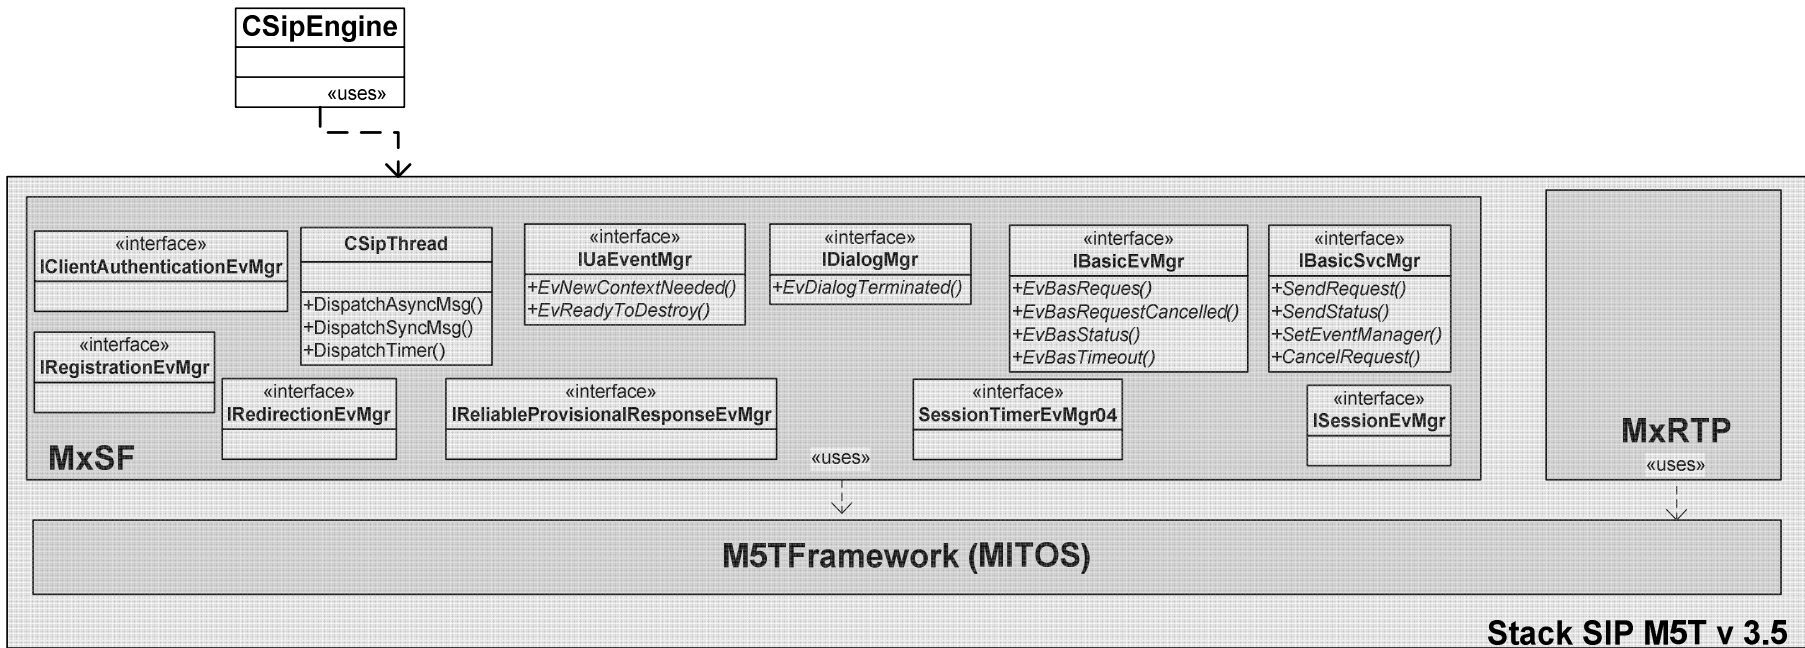 CSipEngine
«uses»
«interface»
IClientAuthenticationEvMgr
CSipThread
+DispatchAsyncMsg()
+DispatchSyncMsg()
+DispatchTimer()
«interface»
IUaEventMgr
+EvNewContextNeeded()
+EvReadyToDestroy()
«interface»
IDialogMgr
+EvDialogTerminated()
«interface»
IBasicEvMgr
+EvBasReques()
+EvBasRequestCancelled()
+EvBasStatus()
+EvBasTimeout()
«interface»
IBasicSvcMgr
+SendRequest()
+SendStatus()
+SetEventManager()
+CancelRequest()
«interface»
IRegistrationEvMgr
«interface»
IRedirectionEvMgr
«interface»
IReliableProvisionalResponseEvMgr
«interface»
SessionTimerEvMgr04
«interface»
ISessionEvMgr
MxSF
«uses»
MxRTP
«uses»
M5TFramework (MITOS)
Stack SIP M5T v 3.5